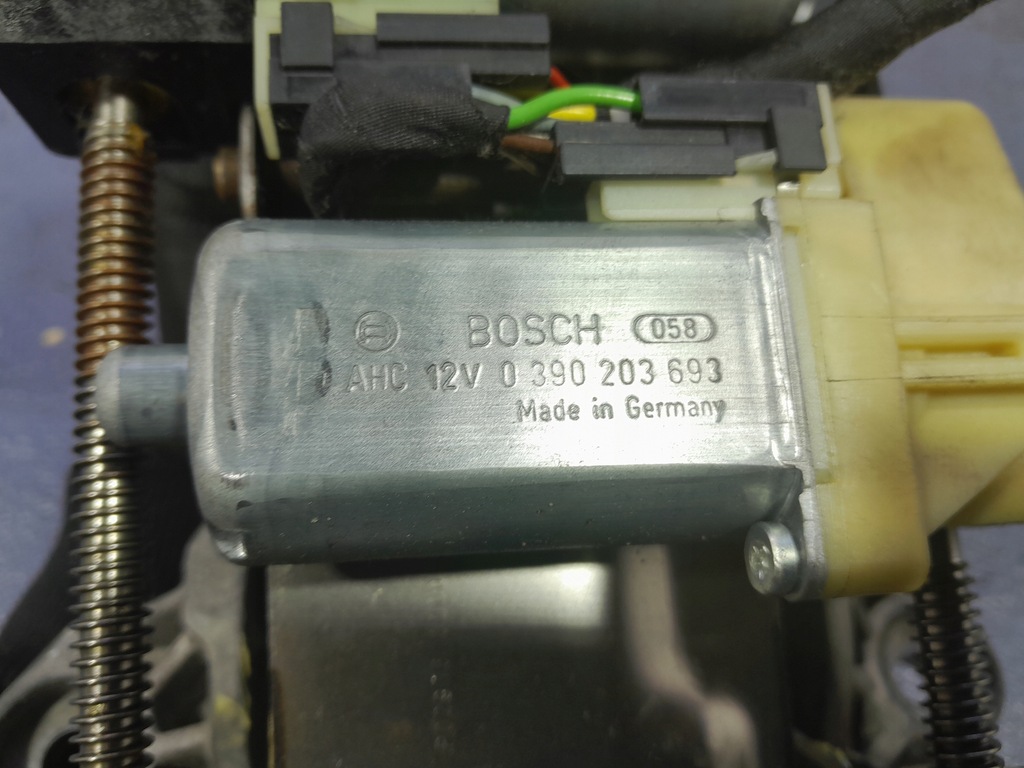 BOSCH 058
AHC 12V 0 390 203 693
Made in Germany